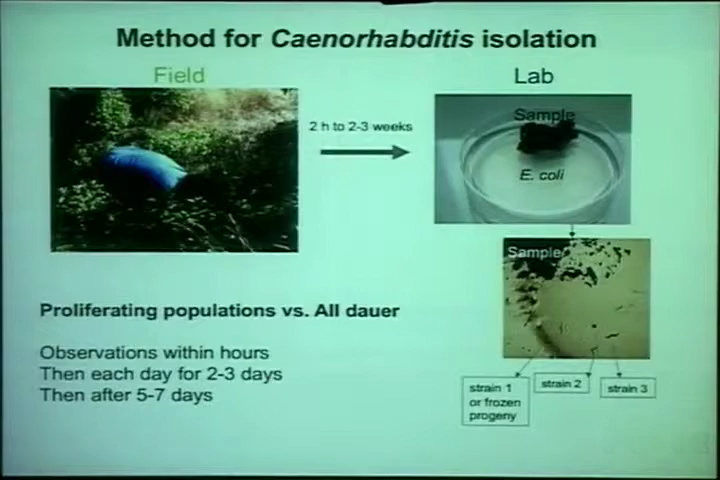 Method for Caenorhabditis isolation
Field
Lab
2 h to 2-3 weeks
Sample
E. coli
Sample
Proliferating populations vs. All dauer
Observations within hours
Then each day for 2-3 days
Then after 5-7 days
strain 1
or frozen
progeny
strain 2
strain 3